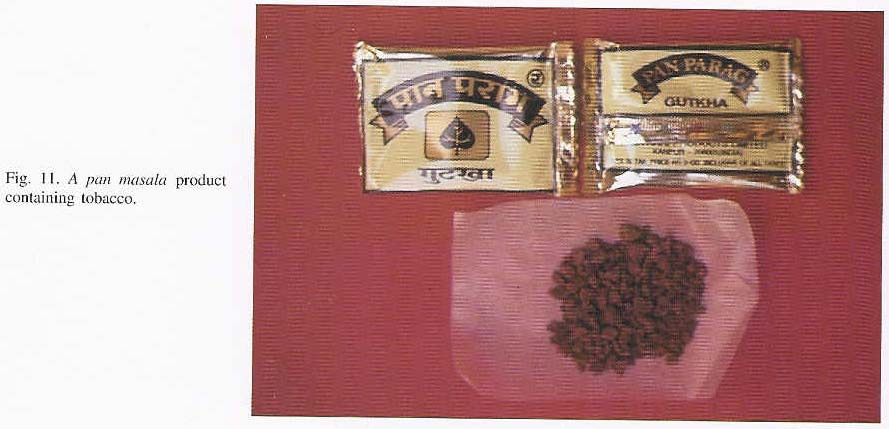 Fig. 11. A pan masala product
containing tobacco.
पान पराग
®
गुटखा
PAN PARAG
®
GUTKHA